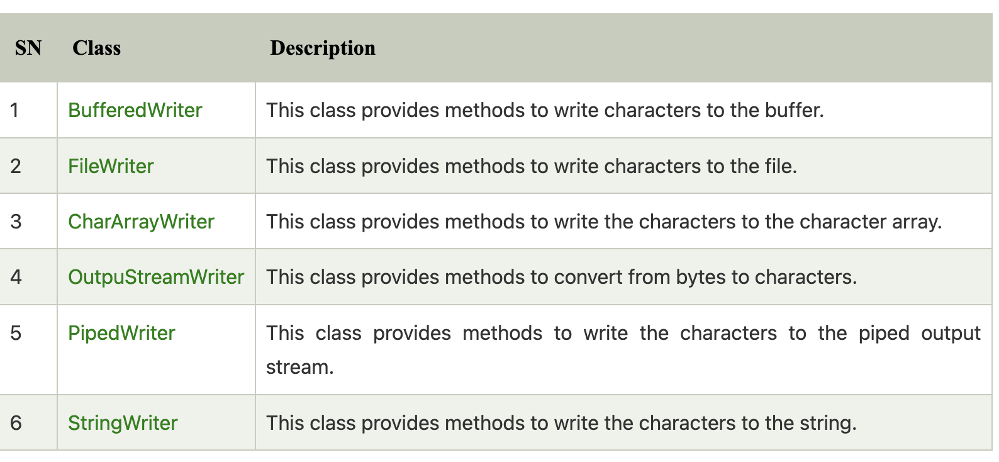 SN Class Description
1 BufferedWriter This class provides methods to write characters to the buffer.
2 FileWriter This class provides methods to write characters to the file.
3 CharArrayWriter This class provides methods to write the characters to the character array.
4 OutpuStreamWriter This class provides methods to convert from bytes to characters.
5 PipedWriter This class provides methods to write the characters to the piped output
stream.
6 StringWriter This class provides methods to write the characters to the string.